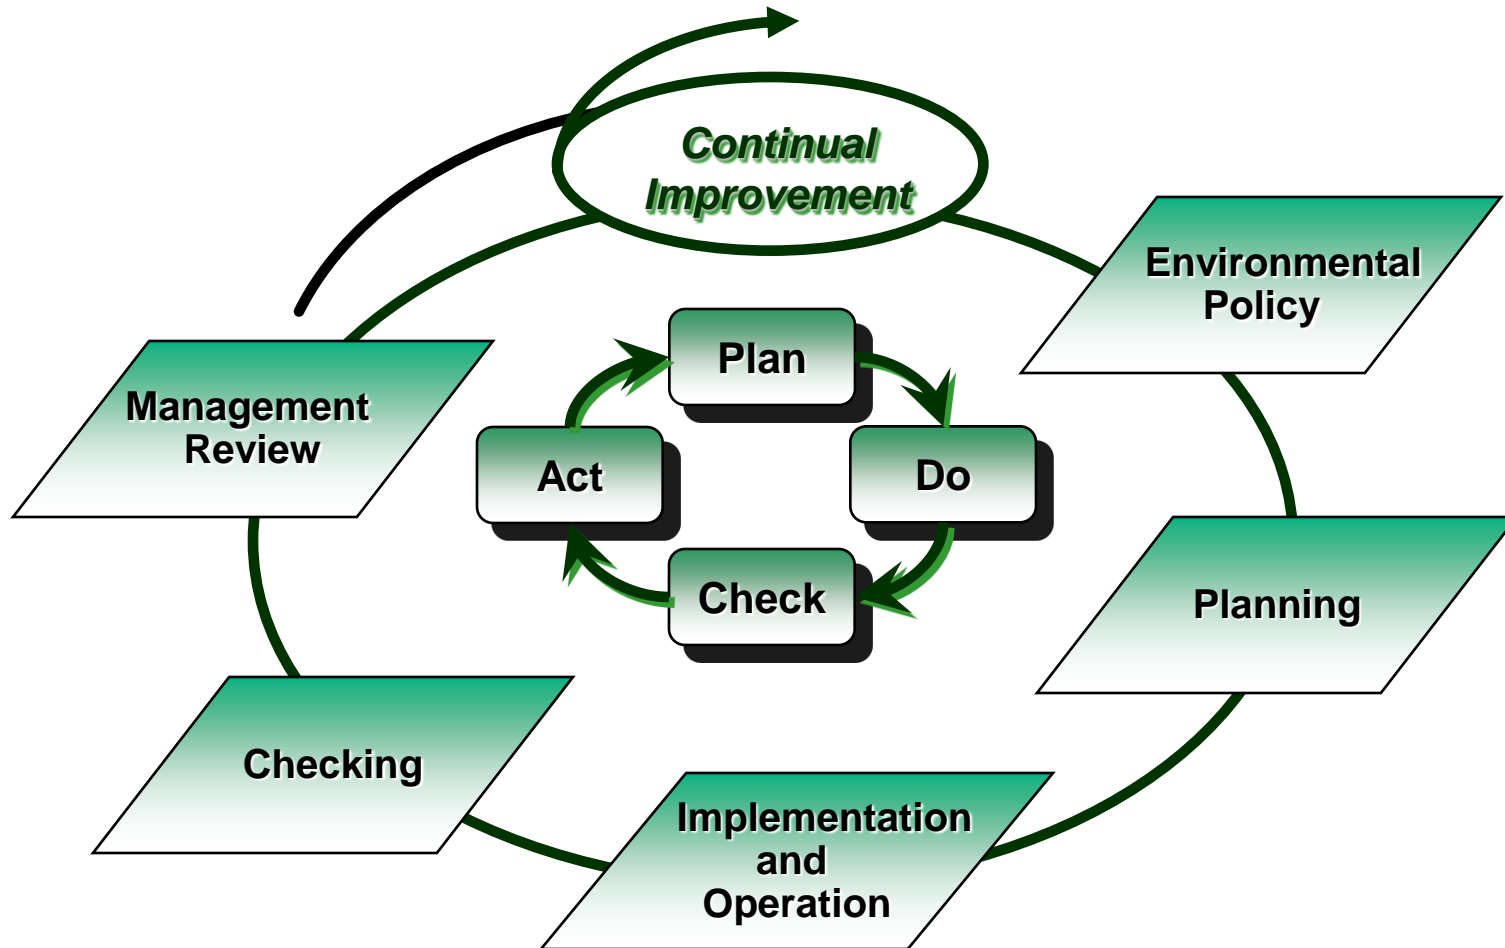 Continual
Improvement
Environmental
Policy
Plan
Management
Review
Act
Do
Check
Planning
Checking
Implementation
and
Operation